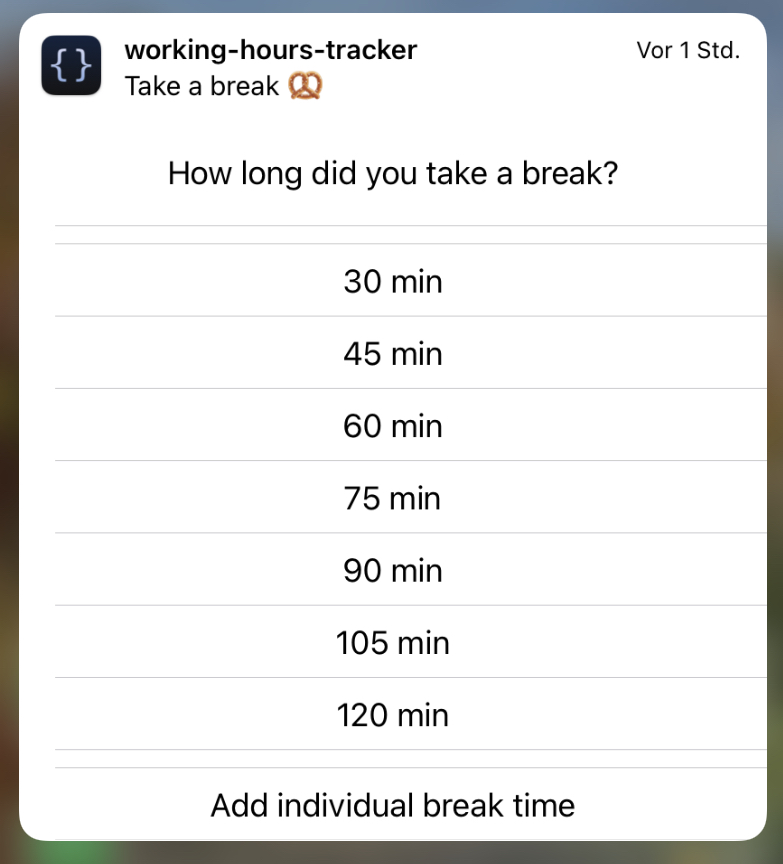 {}
working-hours-tracker
Vor 1 Std.
Take a break 🥨
How long did you take a break?
30 min
45 min
60 min
75 min
90 min
105 min
120 min
Add individual break time